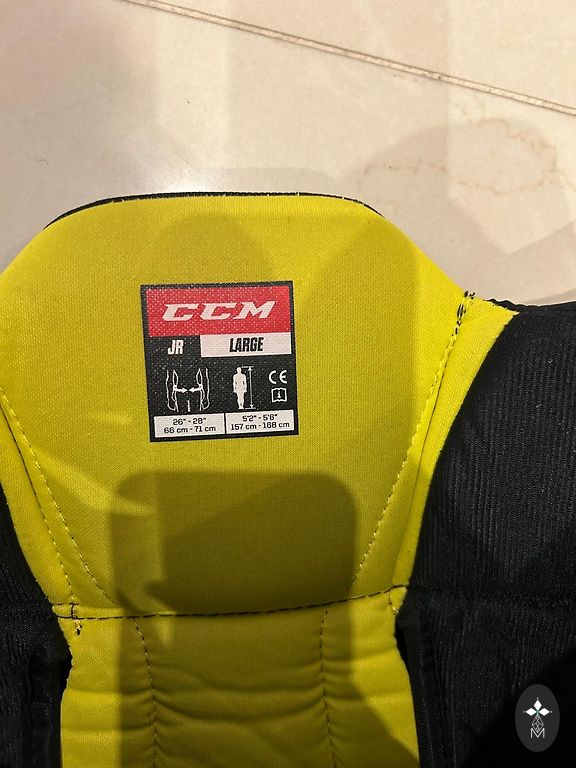 CCM
JR LARGE
CE
26" - 28" 5'2" - 5'6"
66 cm - 71 cm 157 cm - 168 cm